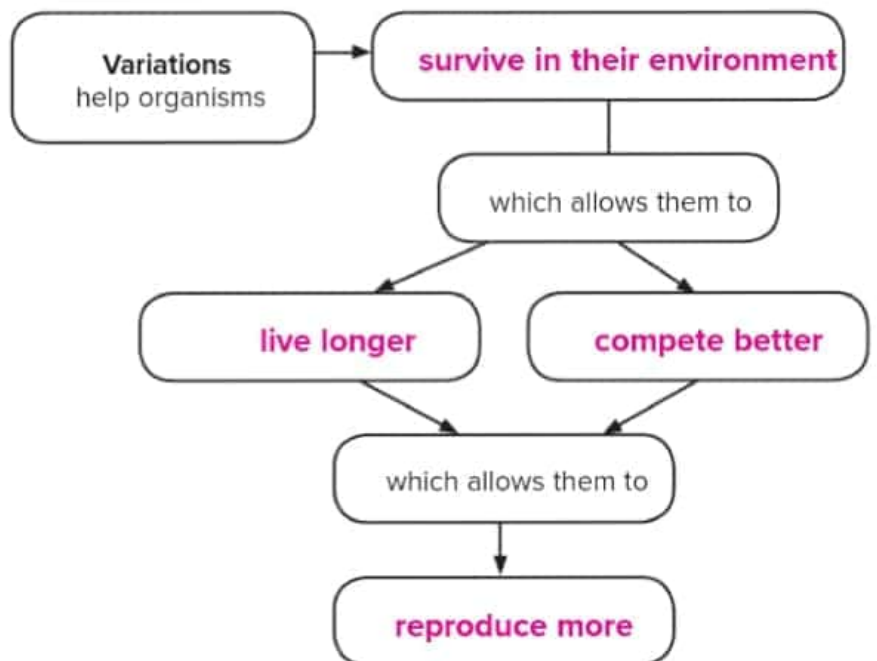 Variations
help organisms
survive in their environment
which allows them to
live longer
compete better
which allows them to
reproduce more